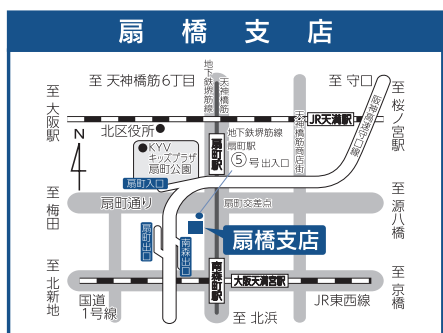 扇橋支店
至 天神橋筋6丁目
地下鉄堺筋線
天神橋筋
至 守口
至 大阪駅
JR天満駅
至 桜ノ宮駅
阪神高速守口線
天神橋筋商店街
N
北区役所
KYV
キッズプラザ
扇町公園
扇町駅
地下鉄堺筋線
扇町駅
⑤号出入口
扇町入口
至 梅田
扇町通り
扇町交差点
至 源八橋
扇町出口
南森出口
扇橋支店
至 北新地
南森町駅
大阪天満宮駅
至 京橋
国道
1号線
JR東西線
至 北浜